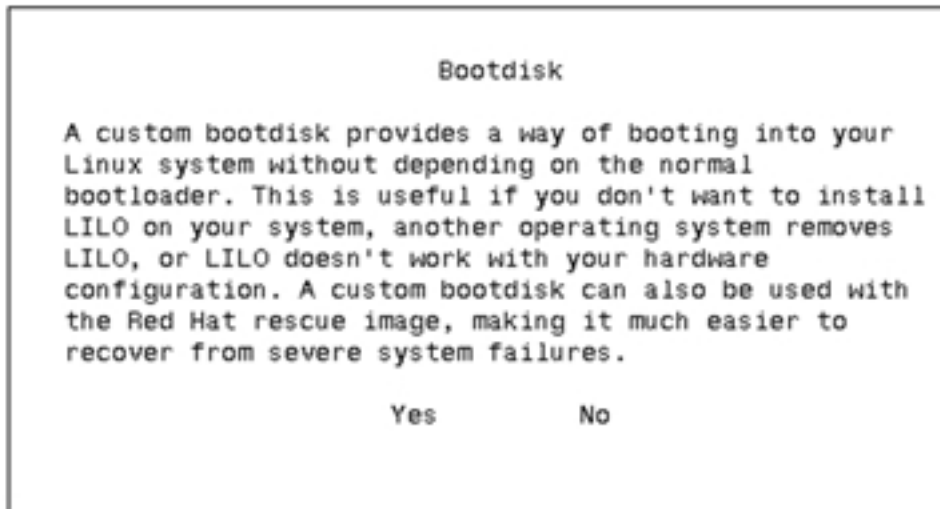 Bootdisk
A custom bootdisk provides a way of booting into your
Linux system without depending on the normal
bootloader. This is useful if you don't want to install
LILO on your system, another operating system removes
LILO, or LILO doesn't work with your hardware
configuration. A custom bootdisk can also be used with
the Red Hat rescue image, making it much easier to
recover from severe system failures.
Yes No